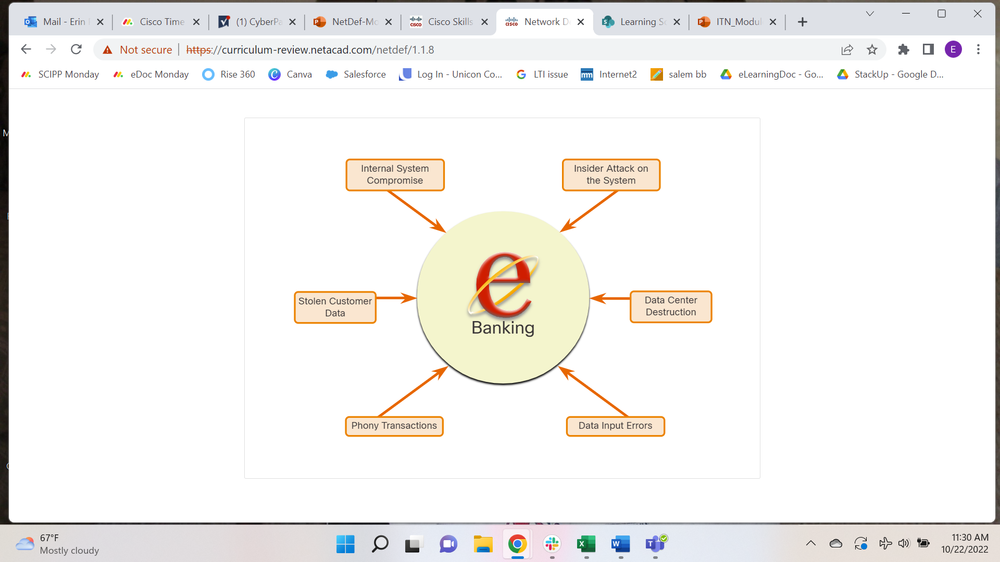 Mail - Erin
Cisco Time
(1) CyberPa
NetDef-Mo
Cisco Skills
Network De
Learning Sc
ITN_Modul
Not secure
https://curriculum-review.netacad.com/netdef/1.1.8
E
SCIPP Monday
eDoc Monday
Rise 360
Canva
Salesforce
Log In - Unicon Co...
LTI issue
Internet2
salem bb
eLearningDoc - Go...
StackUp - Google D...
Internal System
Compromise
Insider Attack on
the System
Stolen Customer
Data
e
Banking
Data Center
Destruction
Phony Transactions
Data Input Errors
67°F
Mostly cloudy
11:30 AM
10/22/2022